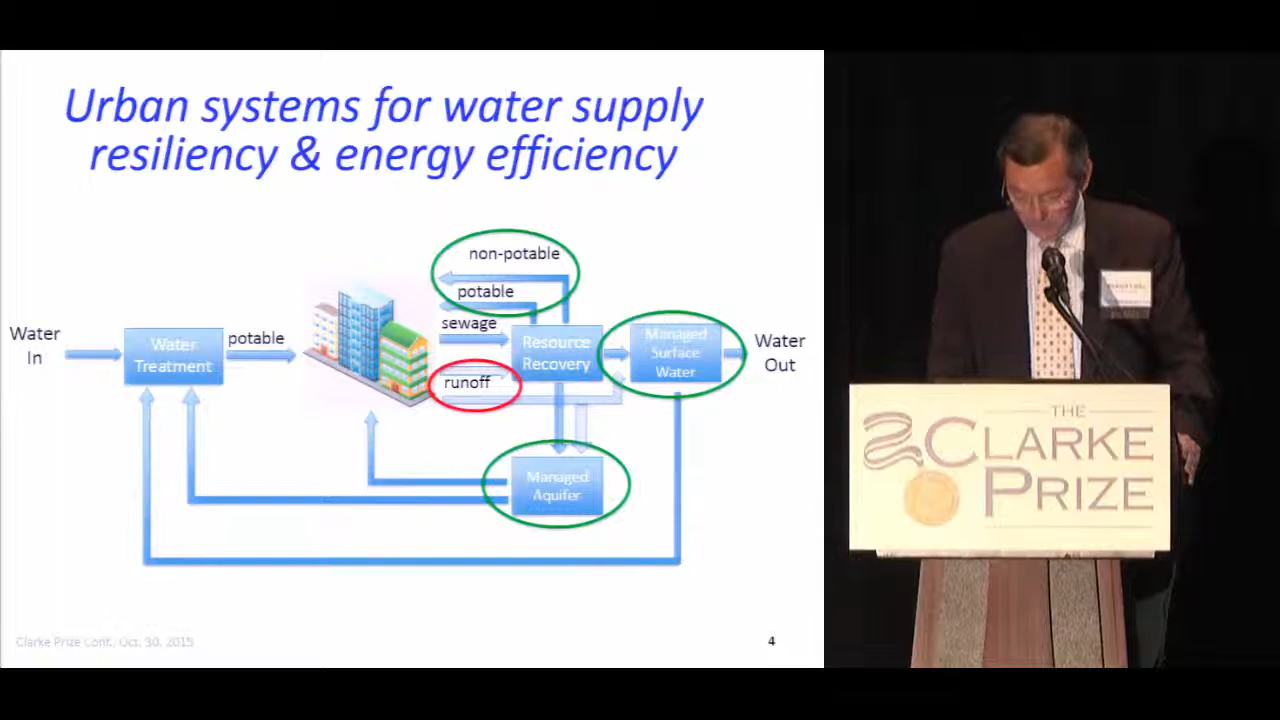 Urban systems for water supply
resiliency & energy efficiency
non-potable
potable
sewage
Water
In
Water
Treatment
potable
Resource
Recovery
Managed
Surface
Water
Water
Out
runoff
Managed
Aquifer
Clarke Prize Conf., Oct. 30, 2015
4
THE
CLARKE
PRIZE